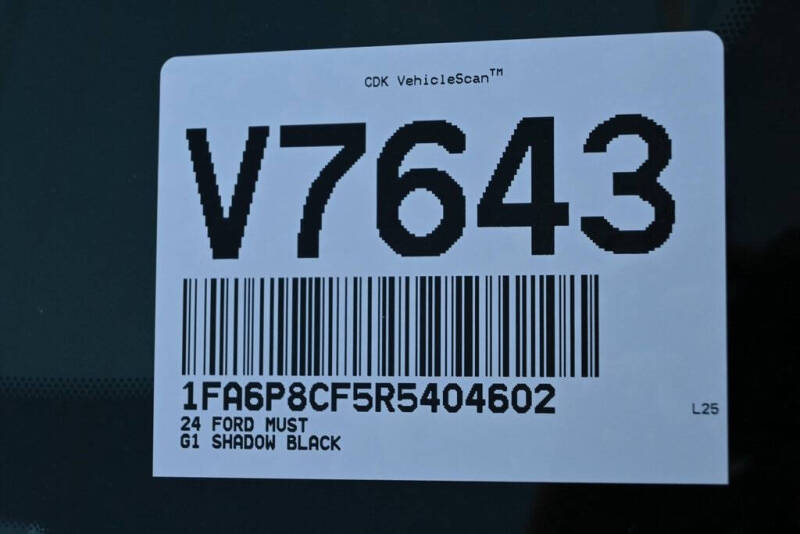 CDK VehicleScan™
V7643
1FA6P8CF5R5404602
24 FORD MUST
G1 SHADOW BLACK
L25